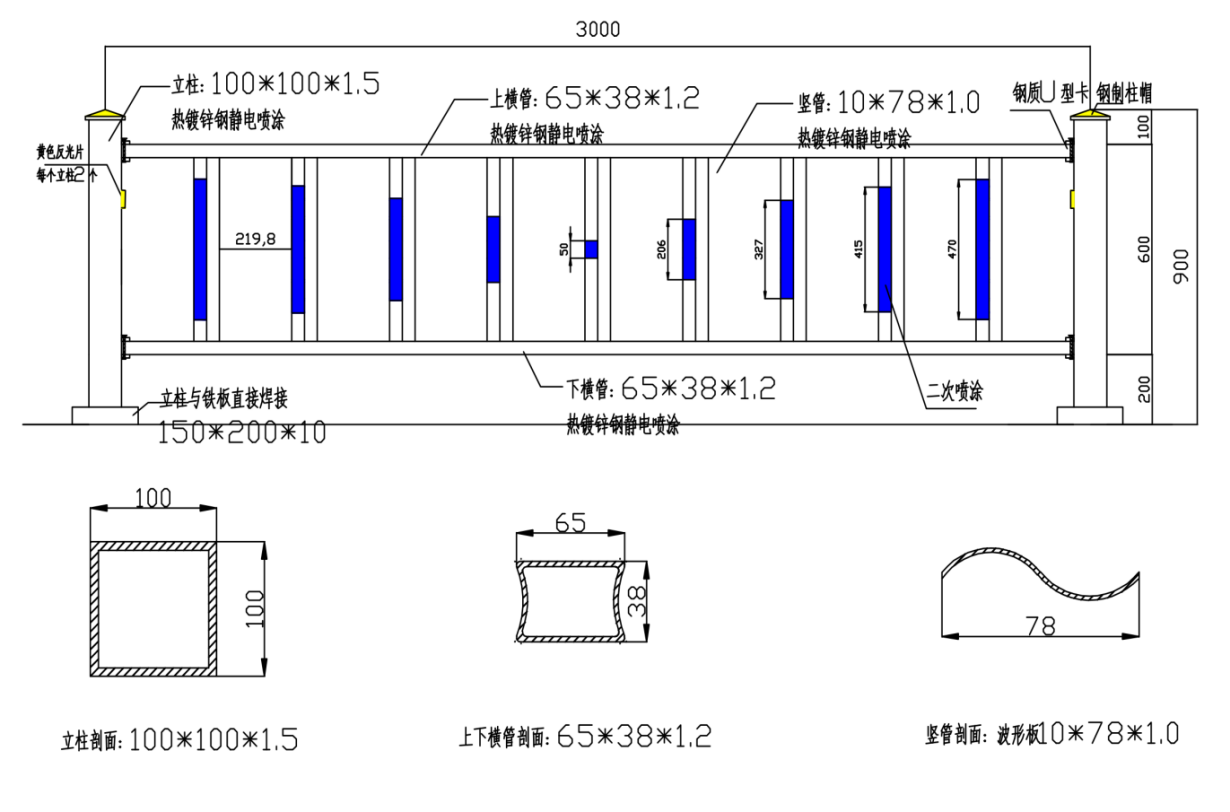 3000
立柱: 100*100*1.5
热镀锌钢静电喷涂
上横管: 65*38*1.2
热镀锌钢静电喷涂
竖管: 10*78*1.0
热镀锌钢静电喷涂
钢质U型卡
钢制柱帽
黄色反光片
每个立柱2个
219,8
50
206
327
415
470
100
600
900
200
下横管: 65*38*1.2
热镀锌钢静电喷涂
二次喷涂
立柱与铁板直接焊接
150*200*10
100
100
65
38
78
立柱剖面: 100*100*1.5
上下横管剖面: 65*38*1.2
竖管剖面: 波形板10*78*1.0